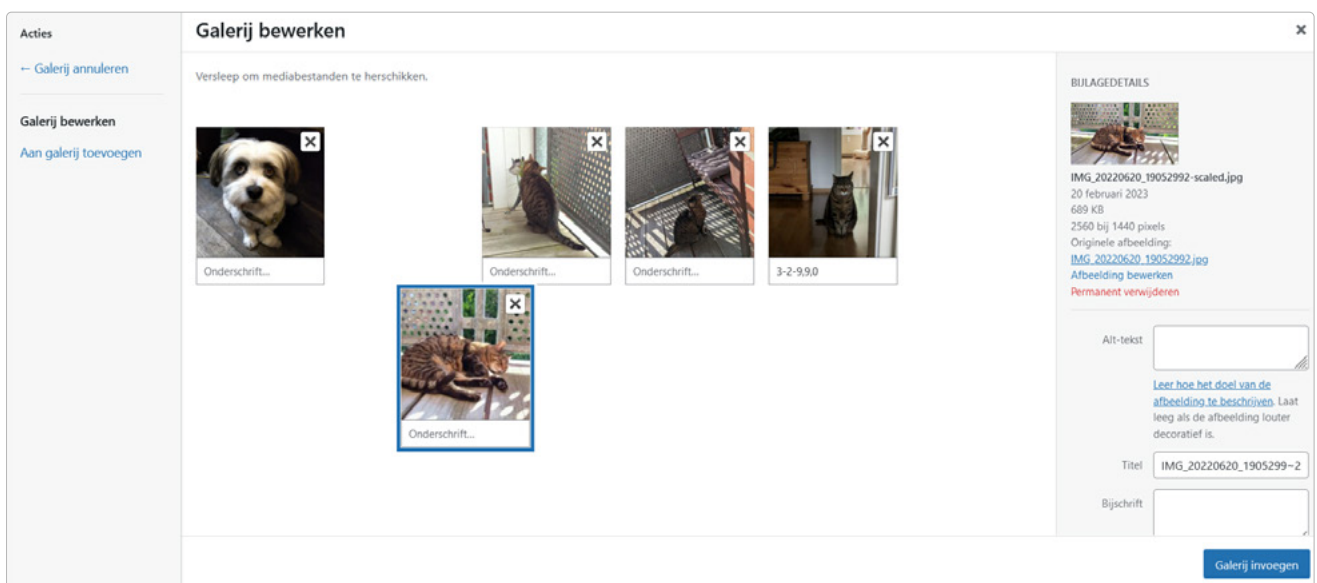 Acties
← Galerij annuleren
Galerij bewerken
Aan galerij toevoegen
Galerij bewerken
Versleep om mediabestanden te herschikken.
Onderschrift...
Onderschrift...
Onderschrift...
3-2-9,9,0
Onderschrift...
BIJLAGEDETAILS
IMG_20220620_19052992-scaled.jpg
20 februari 2023
689 KB
2560 bij 1440 pixels
Originele afbeelding:
IMG_20220620_19052992.jpg
Afbeelding bewerken
Permanent verwijderen
Alt-tekst
Leer hoe het doel van de
afbeelding te beschrijven. Laat
leeg als de afbeelding louter
decoratief is.
Titel
IMG_20220620_1905299~2
Bijschrift
Galerij invoegen